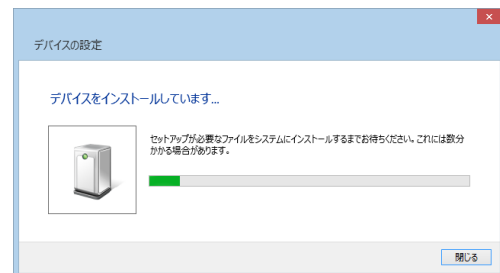 デバイスの設定
デバイスをインストールしています...
セットアップが必要なファイルをシステムにインストールするまでお待ちください。これには数分
かかる場合があります。
閉じる